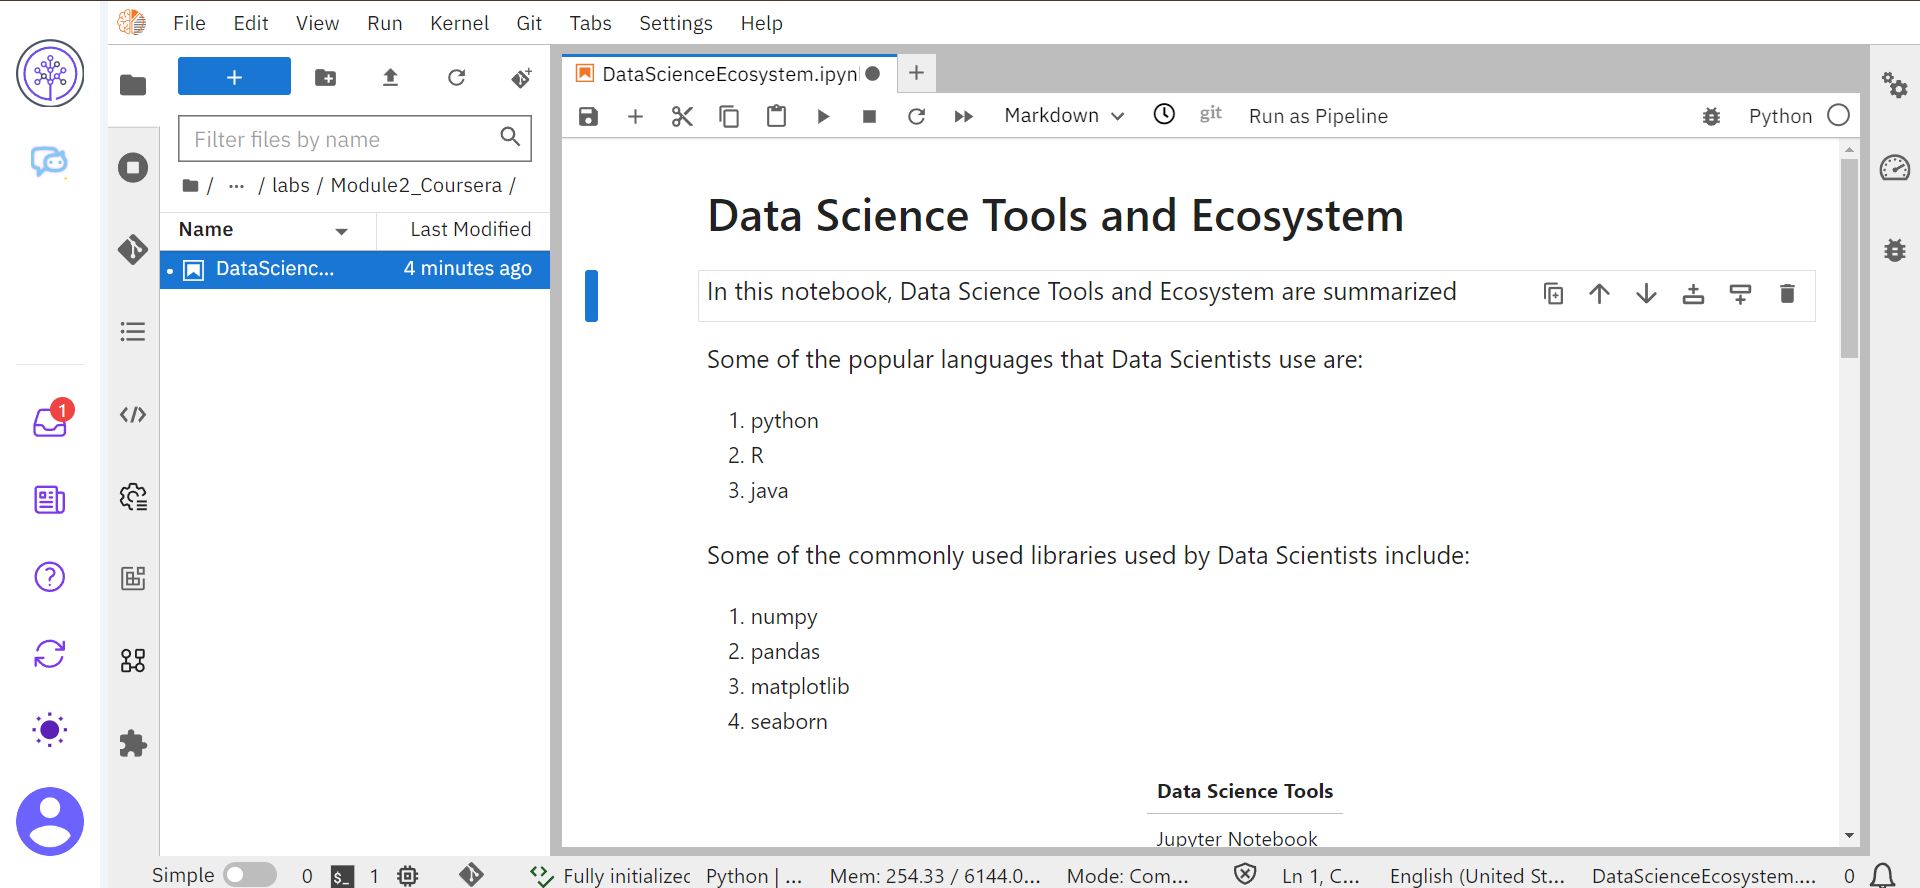 File Edit View Run Kernel Git Tabs Settings Help
DataScienceEcosystem.ipyn
Filter files by name
Markdown git Run as Pipeline Python
/ ... / labs / Module2_Coursera /
Name Last Modified
DataScienc... 4 minutes ago
Data Science Tools and Ecosystem
In this notebook, Data Science Tools and Ecosystem are summarized
Some of the popular languages that Data Scientists use are:
1. python
2. R
3. java
1
Some of the commonly used libraries used by Data Scientists include:
1. numpy
2. pandas
3. matplotlib
4. seaborn
Data Science Tools
Jupyter Notebook
Simple 0 $_ 1 Fully initialized Python | ... Mem: 254.33 / 6144.0... Mode: Com... Ln 1, C... English (United St... DataScienceEcosystem.... 0